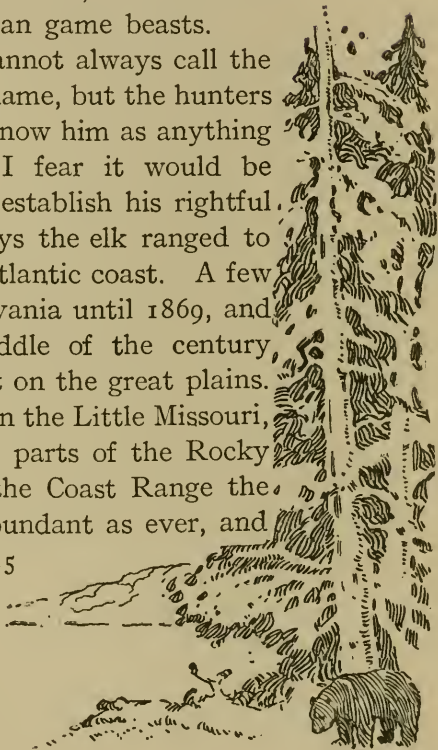 an game beasts.
annot always call the
ame, but the hunters
now him as anything
I fear it would be
establish his rightful
ys the elk ranged to
tlantic coast. A few
vania until 1869, and
ddle of the century
t on the great plains.
n the Little Missouri,
parts of the Rocky
he Coast Range the
undant as ever, and
5